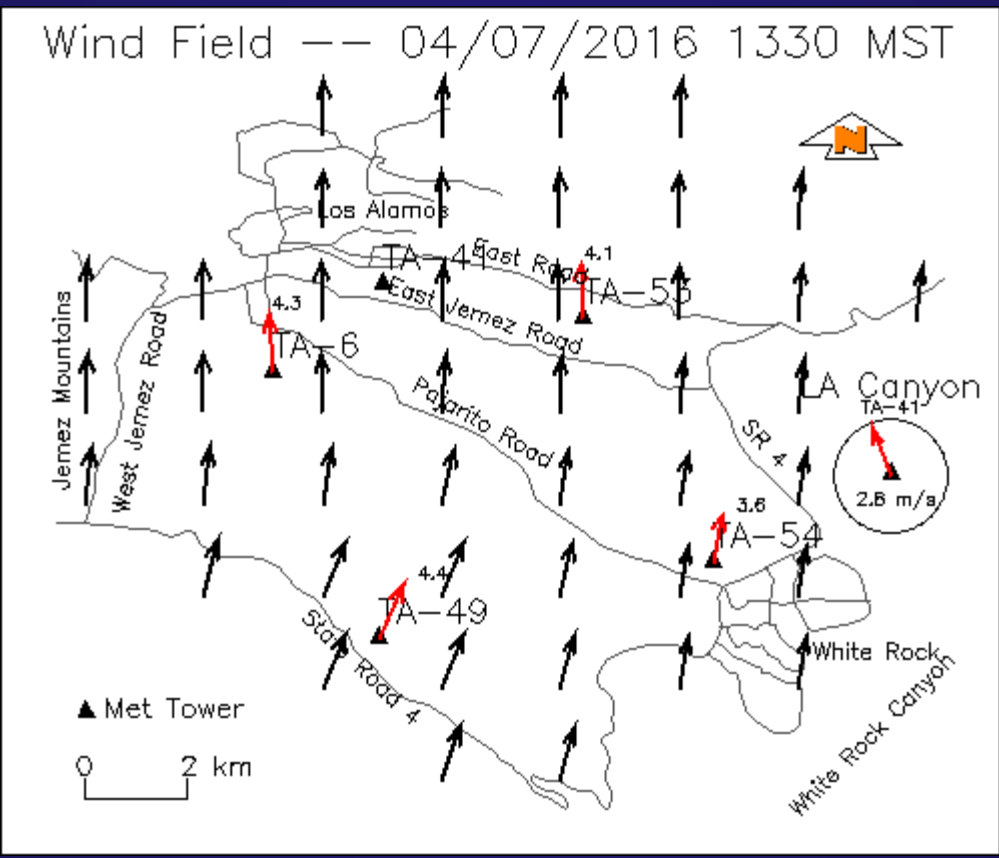 Wind Field -- 04/07/2016 1330 MST
N
Los Alamos
TA-41
East Road
4.1
TA-53
East Jemez Road
4.3
TA-6
Jemez Mountains
West Jemez Road
Pajarito Road
LA Canyon
TA-41
2.8 m/s
SR 4
3.6
TA-54
4.4
TA-49
State Road 4
White Rock
White Rock Canyon
Met Tower
0 2 km